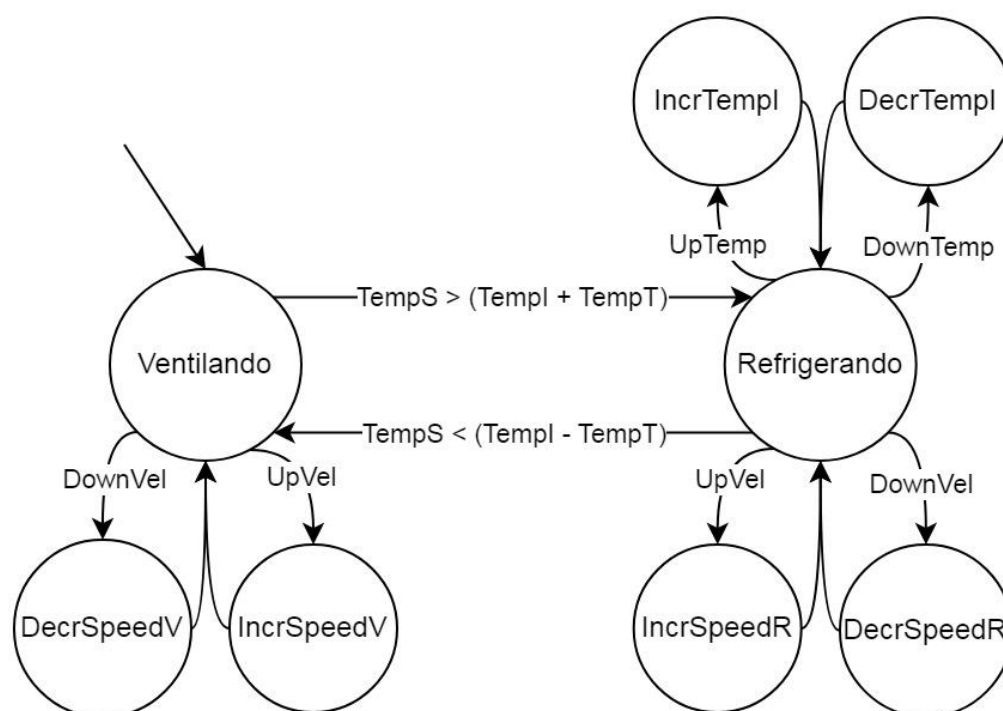 IncrTempI
DecrTempI
UpTemp
DownTemp
TempS > (TempI + TempT)
Ventilando
Refrigerando
TempS < (TempI - TempT)
DownVel
UpVel
UpVel
DownVel
DecrSpeedV
IncrSpeedV
IncrSpeedR
DecrSpeedR